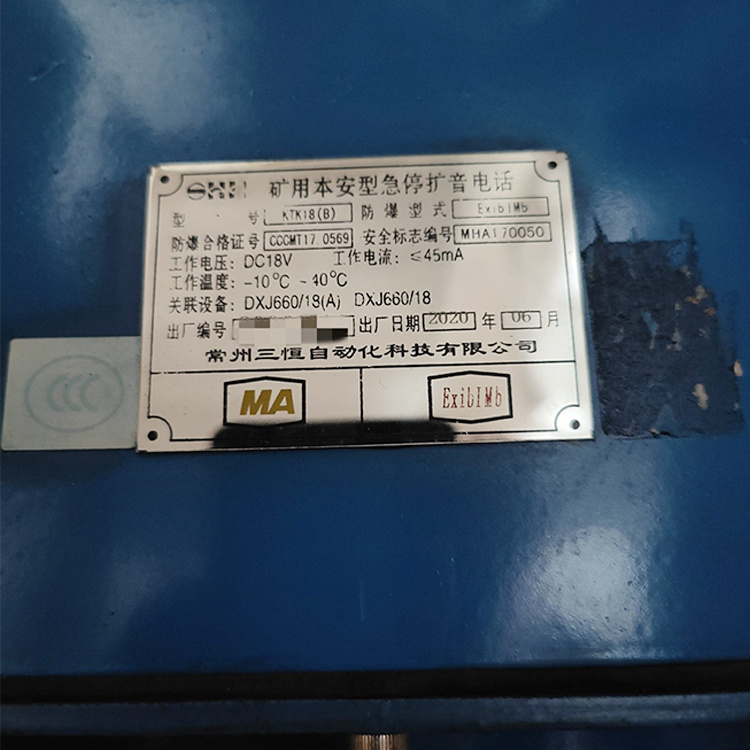 SHH 矿用本安型急停扩音电话
型 号 KTK18(B) 防爆型式 ExibIMb
防爆合格证号 CCCMT17.0569 安全标志编号 MHA170050
工作电压: DC18V 工作电流: ≤45mA
工作温度: -10℃ ~40℃
关联设备: DXJ660/18(A) DXJ660/18
出厂编号 出厂日期 2020 年 06 月
常州三恒自动化科技有限公司
CCC MA ExibIMb